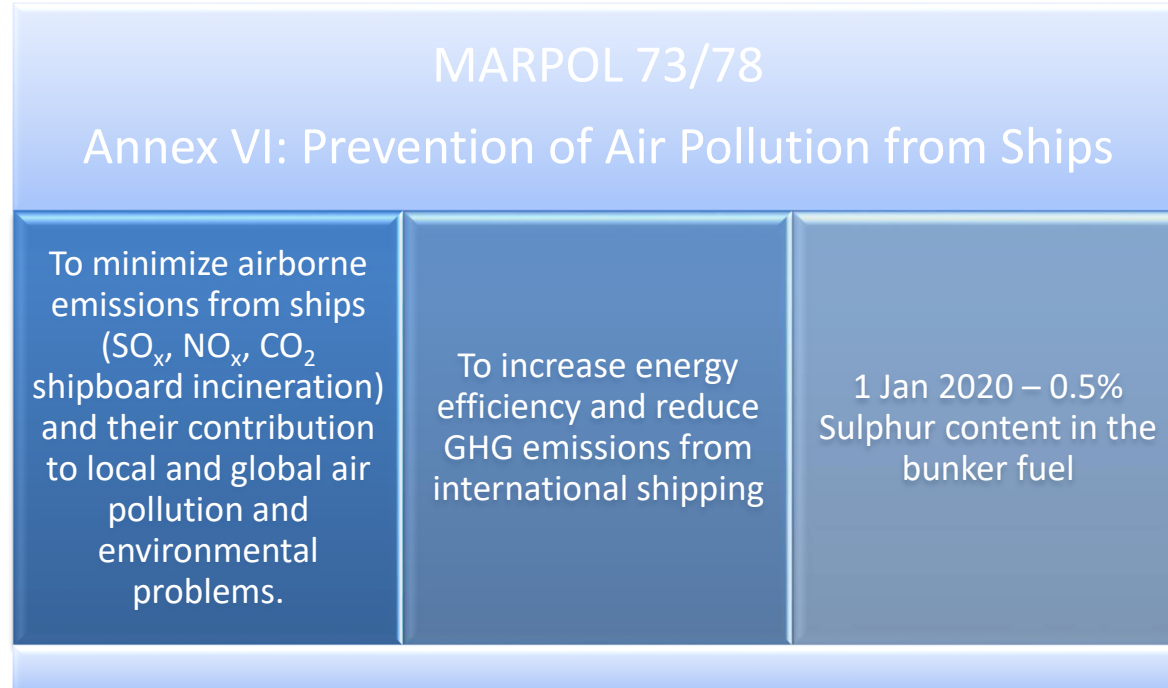 MARPOL 73/78
Annex VI: Prevention of Air Pollution from Ships
To minimize airborne
emissions from ships
(SOₓ, NOₓ, CO₂
shipboard incineration)
and their contribution
to local and global air
pollution and
environmental
problems.
To increase energy
efficiency and reduce
GHG emissions from
international shipping
1 Jan 2020 – 0.5%
Sulphur content in the
bunker fuel